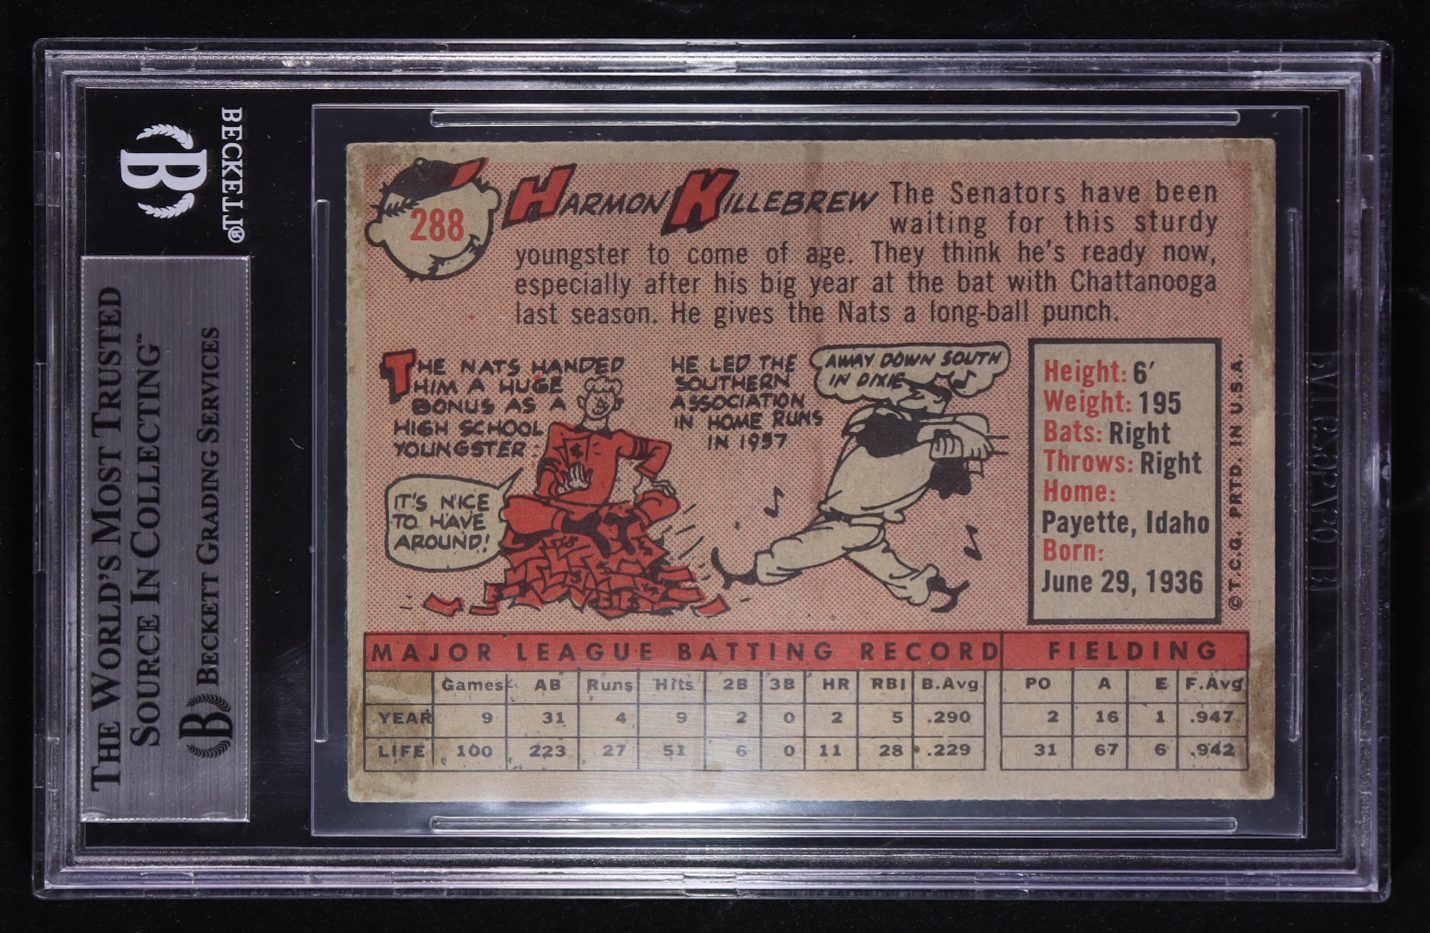 BECKETT®
B
THE WORLD'S MOST TRUSTED
SOURCE IN COLLECTING™
B BECKETT GRADING SERVICES
288
HARMON KILLEBREW
The Senators have been
waiting for this sturdy
youngster to come of age. They think he's ready now,
especially after his big year at the bat with Chattanooga
last season. He gives the Nats a long-ball punch.
THE NATS HANDED
HIM A HUGE
BONUS AS A
HIGH SCHOOL
YOUNGSTER
IT'S NICE
TO HAVE
AROUND!
HE LED THE
SOUTHERN
ASSOCIATION
IN HOME RUNS
IN 1957
AWAY DOWN SOUTH
IN DIXIE
Height: 6'
Weight: 195
Bats: Right
Throws: Right
Home:
Payette, Idaho
Born:
June 29, 1936
©T.C.G. PRTD. IN U.S.A.
MAJOR LEAGUE BATTING RECORD FIELDING
Games AB Runs Hits 2B 3B HR RBI B.Avg PO A E F.Avg
YEAR 9 31 4 9 2 0 2 5 .290 2 16 1 .947
LIFE 100 223 27 51 6 0 11 28 .229 31 67 6 .942